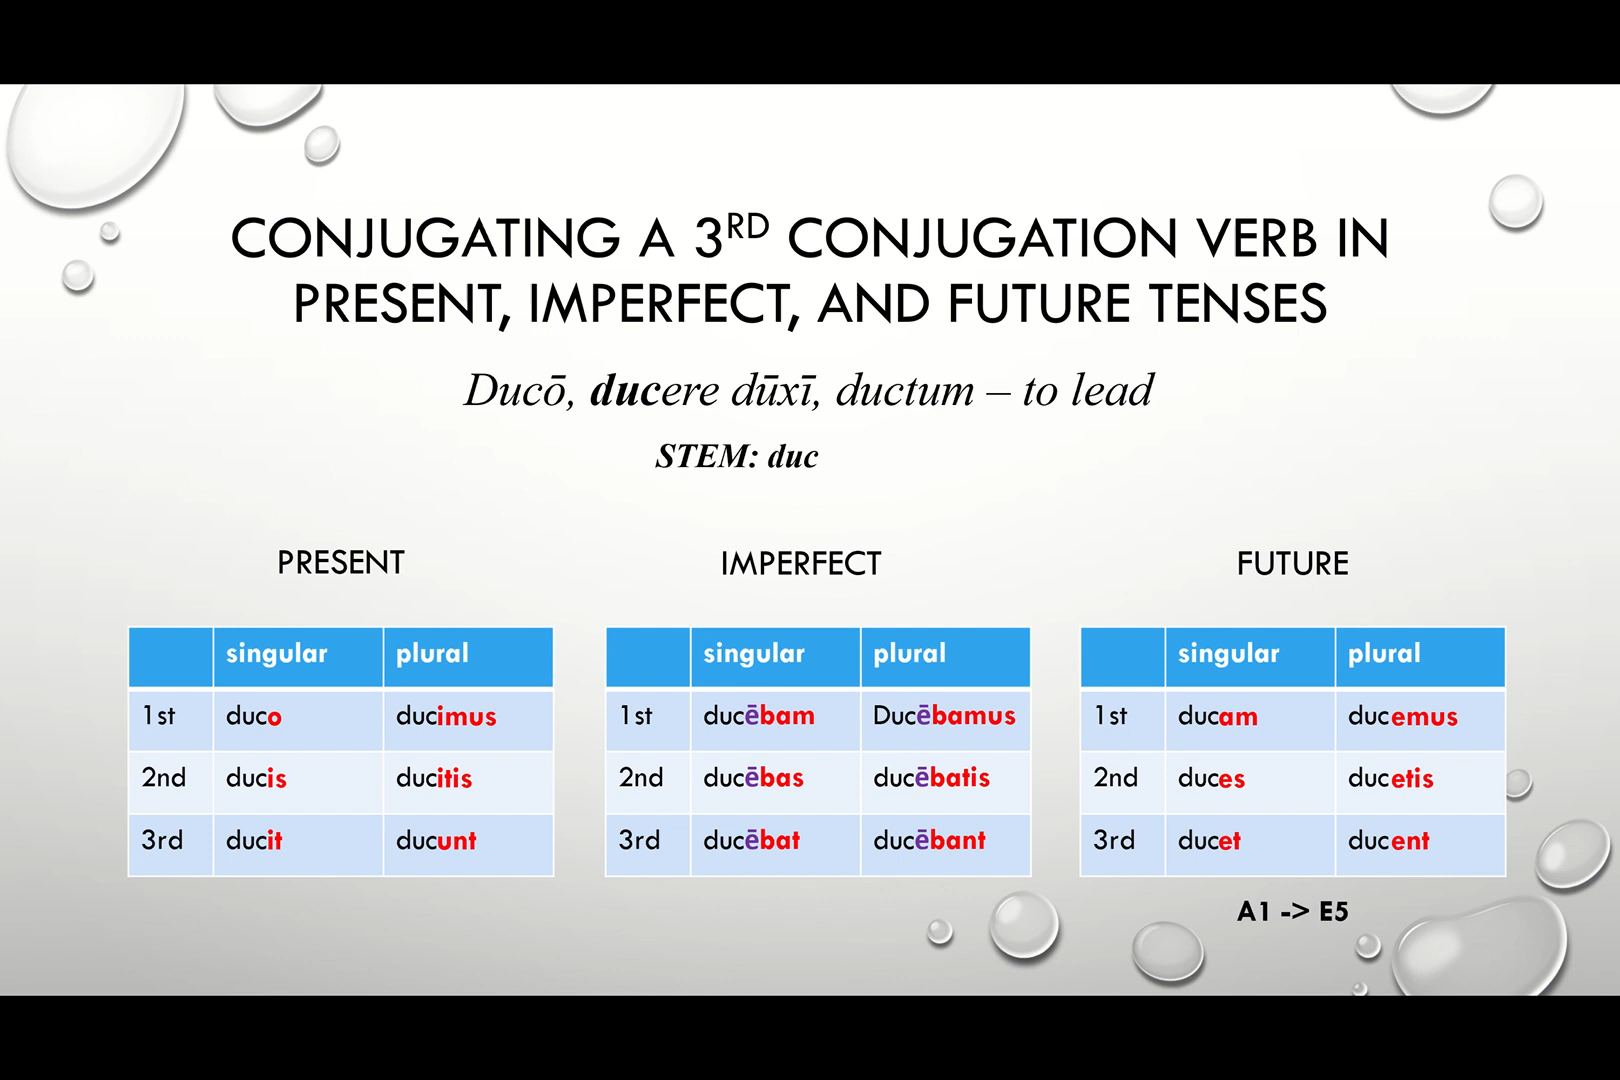 CONJUGATING A 3RD CONJUGATION VERB IN
PRESENT, IMPERFECT, AND FUTURE TENSES
Ducō, ducere dūxī, ductum – to lead
STEM: duc
PRESENT
singular plural
1st duco ducimus
2nd ducis ducitis
3rd ducit ducunt
IMPERFECT
singular plural
1st ducēbam Ducēbamus
2nd ducēbas ducēbatis
3rd ducēbat ducēbant
FUTURE
singular plural
1st ducam ducemus
2nd duces ducetis
3rd ducet ducent
A1 -> E5